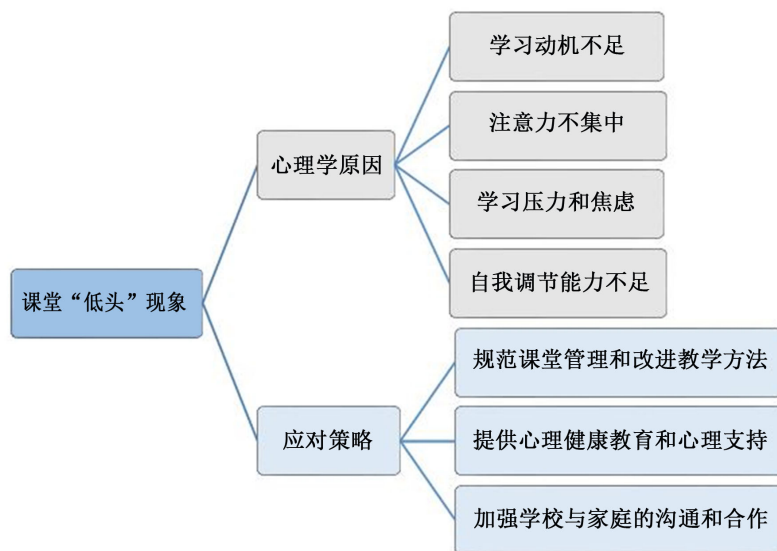 课堂“低头”现象
心理学原因
学习动机不足
注意力不集中
学习压力和焦虑
自我调节能力不足
应对策略
规范课堂管理和改进教学方法
提供心理健康教育和心理支持
加强学校与家庭的沟通和合作